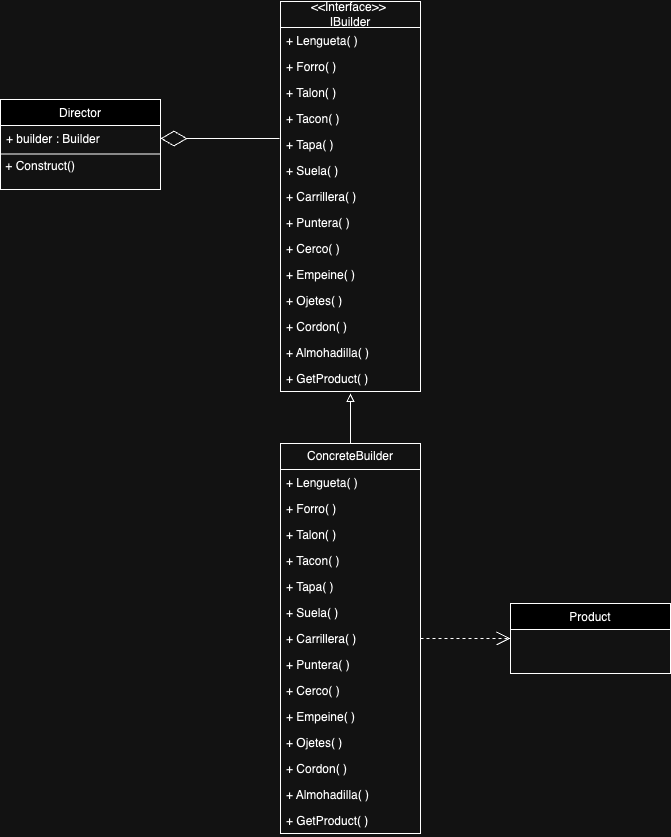 <<Interface>>
IBuilder
+ Lengueta( )
+ Forro( )
+ Talon( )
+ Tacon( )
+ Tapa( )
+ Suela( )
+ Carrillera( )
+ Puntera( )
+ Cerco( )
+ Empeine( )
+ Ojetes( )
+ Cordon( )
+ Almohadilla( )
+ GetProduct( )
Director
+ builder : Builder
+ Construct()
ConcreteBuilder
+ Lengueta( )
+ Forro( )
+ Talon( )
+ Tacon( )
+ Tapa( )
+ Suela( )
+ Carrillera( )
+ Puntera( )
+ Cerco( )
+ Empeine( )
+ Ojetes( )
+ Cordon( )
+ Almohadilla( )
+ GetProduct( )
Product